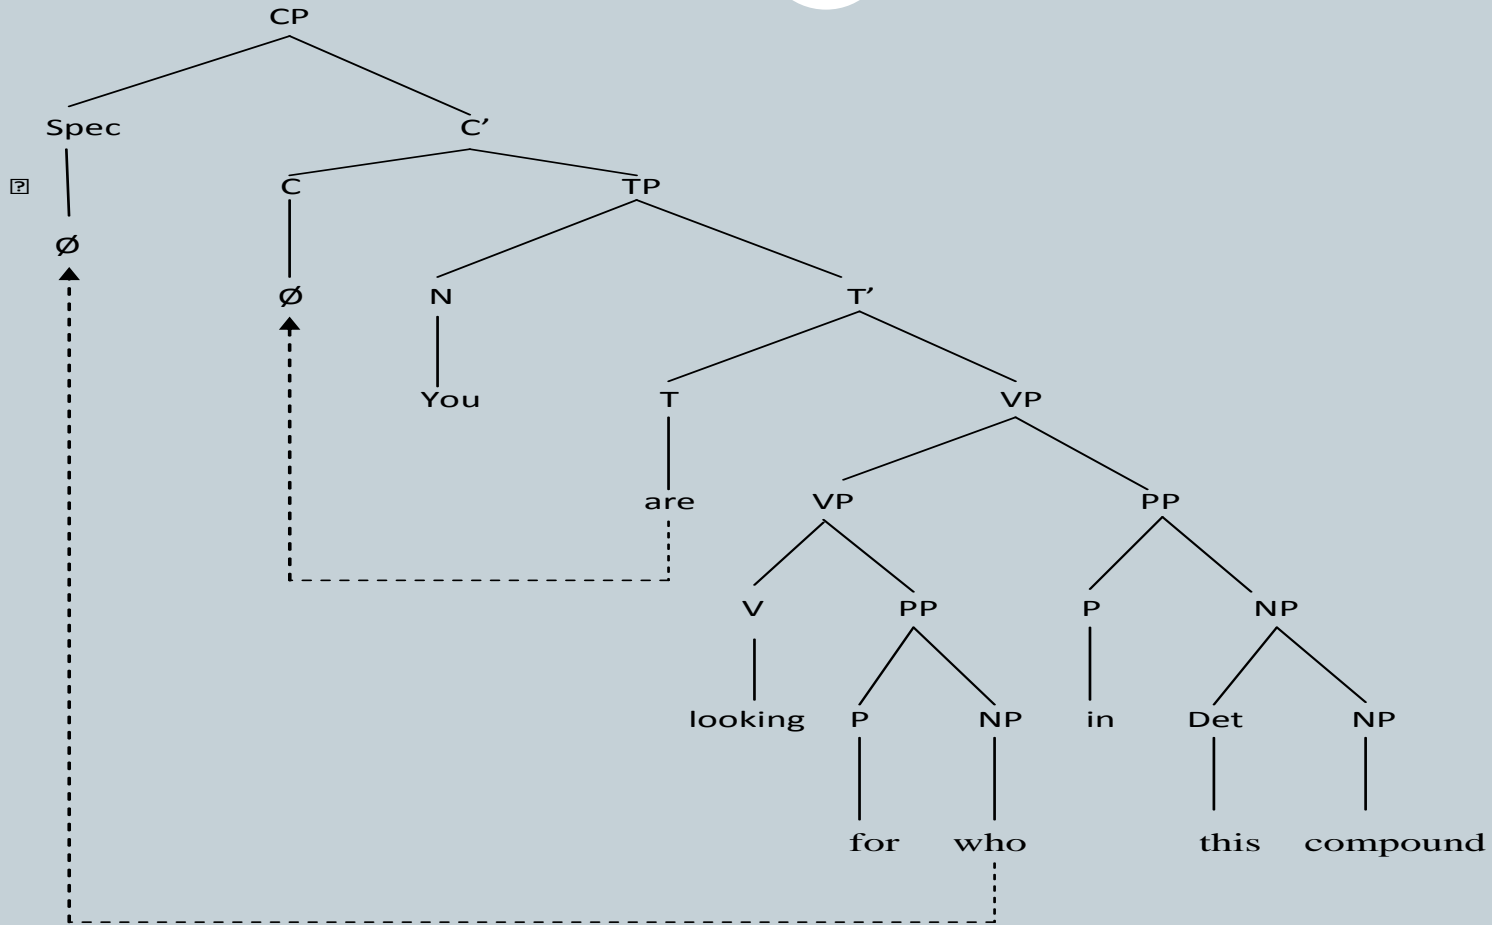 CP
Spec C’
C TP
Ø
Ø N T’
You T VP
are VP PP
V PP P NP
looking P NP in Det NP
for who this compound